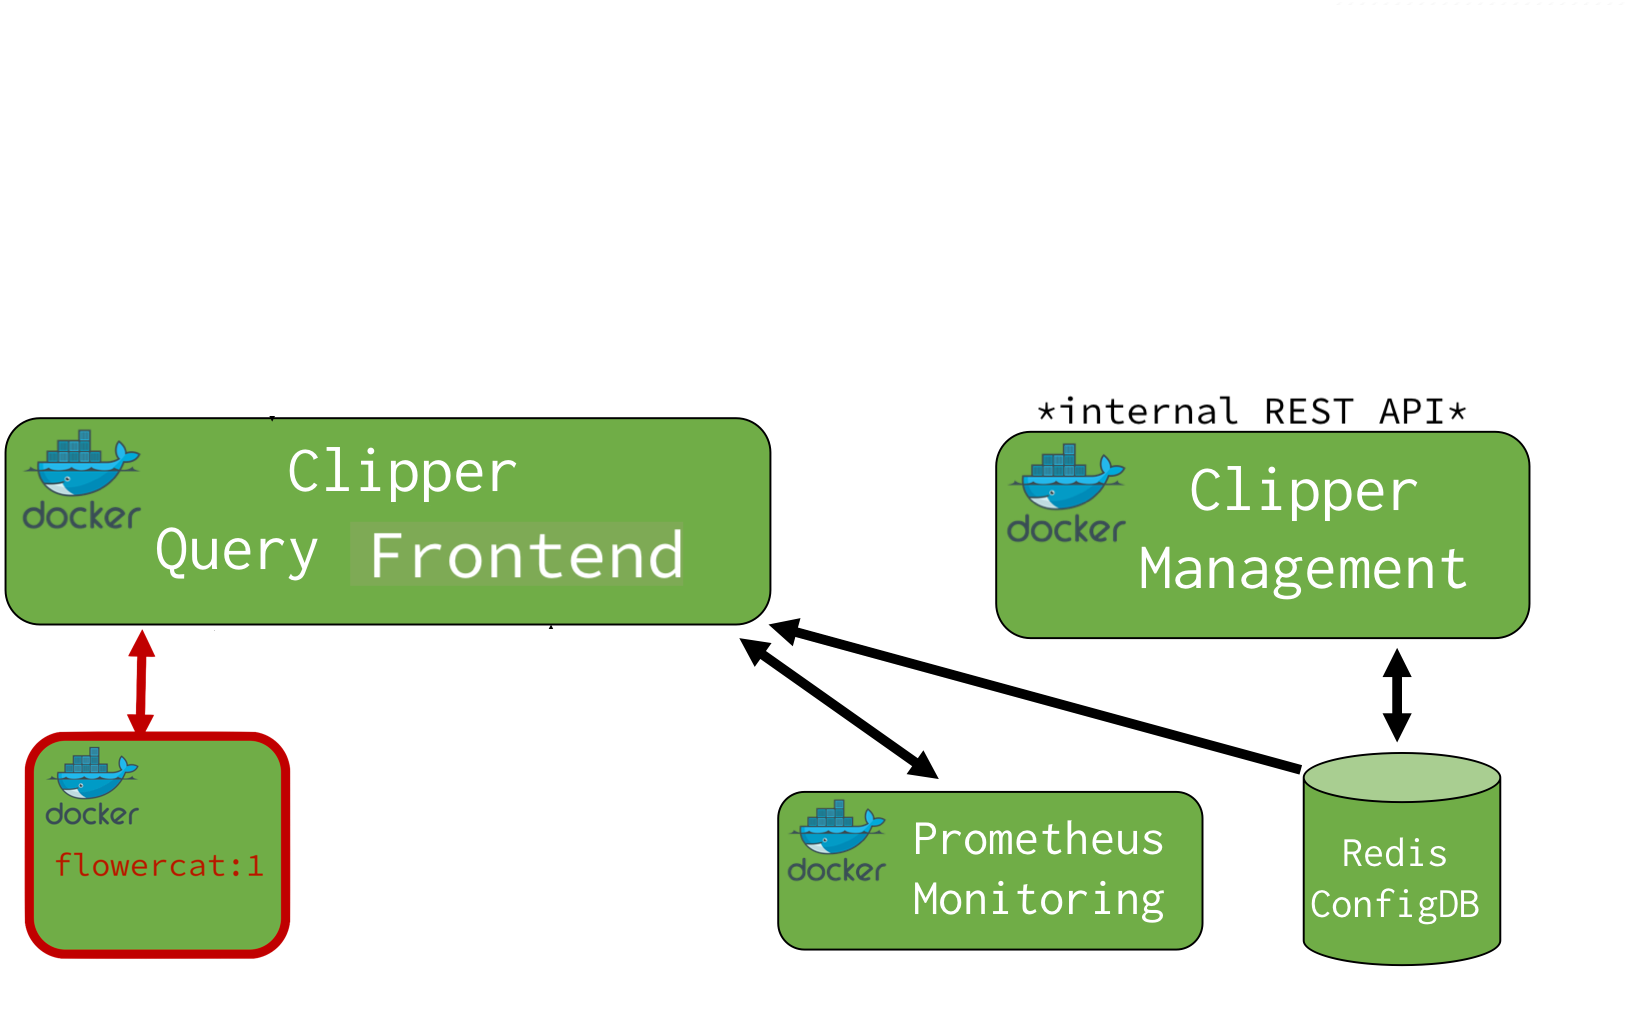 *internal REST API*
docker
Clipper
Query Frontend
docker
Clipper
Management
docker
flowercat:1
docker
Prometheus
Monitoring
Redis
ConfigDB